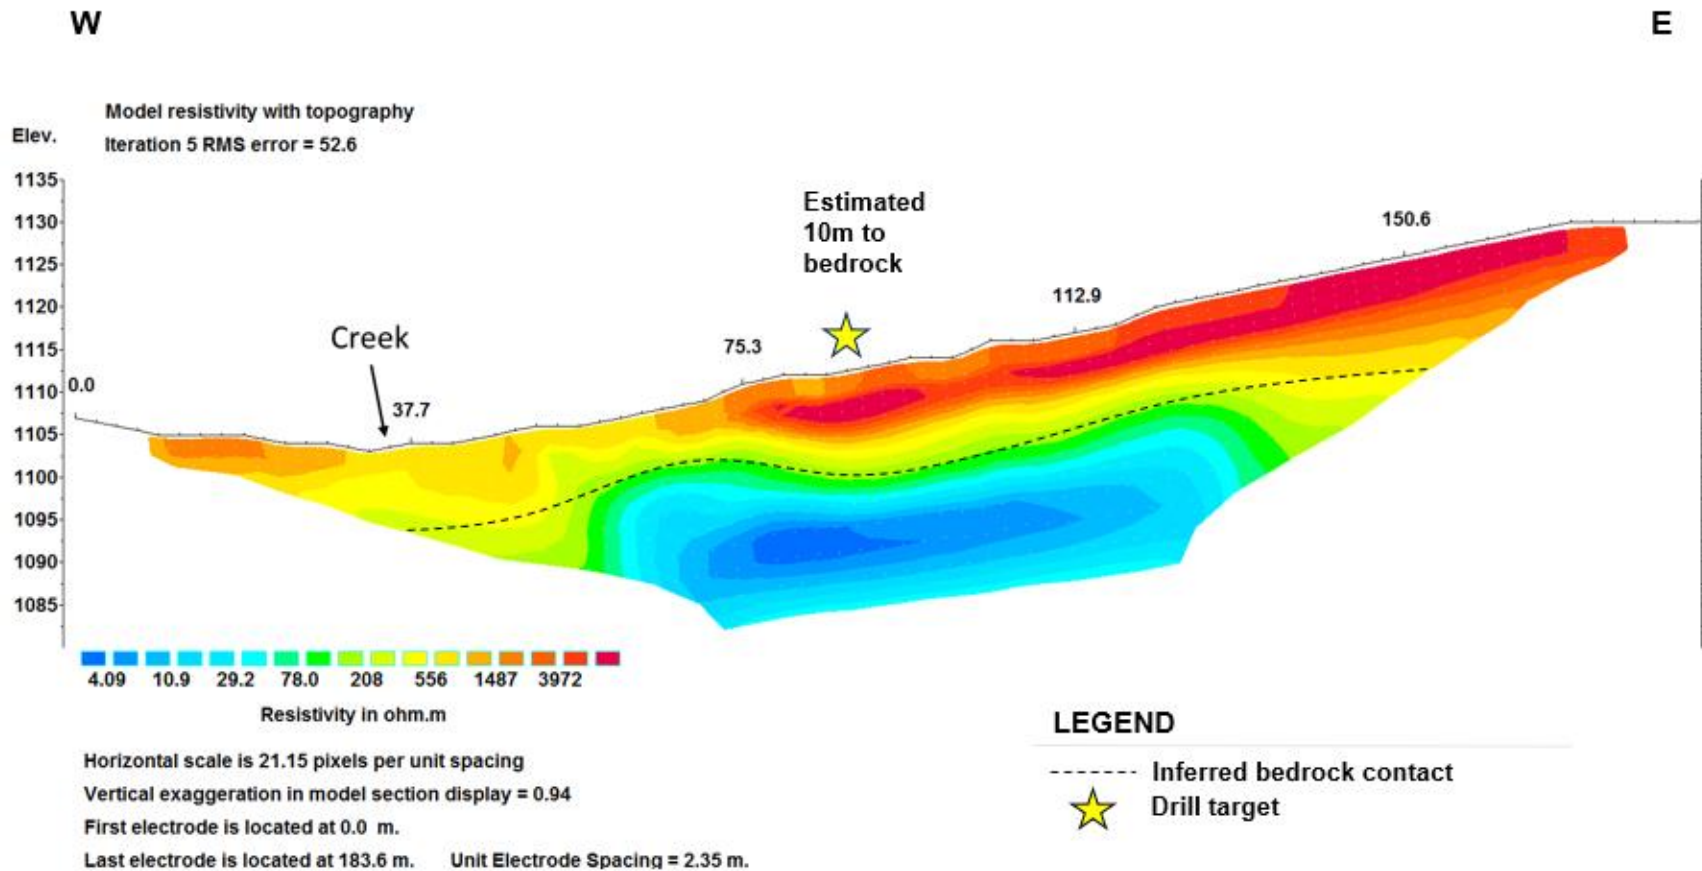 W
E
Model resistivity with topography
Elev.
Iteration 5 RMS error = 52.6
1135
1130
1125
1120
1115
1110
1105
1100
1095
1090
1085
Estimated
10m to
bedrock
150.6
112.9
75.3
Creek
0.0
37.7
4.09 10.9 29.2 78.0 208 556 1487 3972
Resistivity in ohm.m
Horizontal scale is 21.15 pixels per unit spacing
Vertical exaggeration in model section display = 0.94
First electrode is located at 0.0 m.
Last electrode is located at 183.6 m. Unit Electrode Spacing = 2.35 m.
LEGEND
Inferred bedrock contact
Drill target